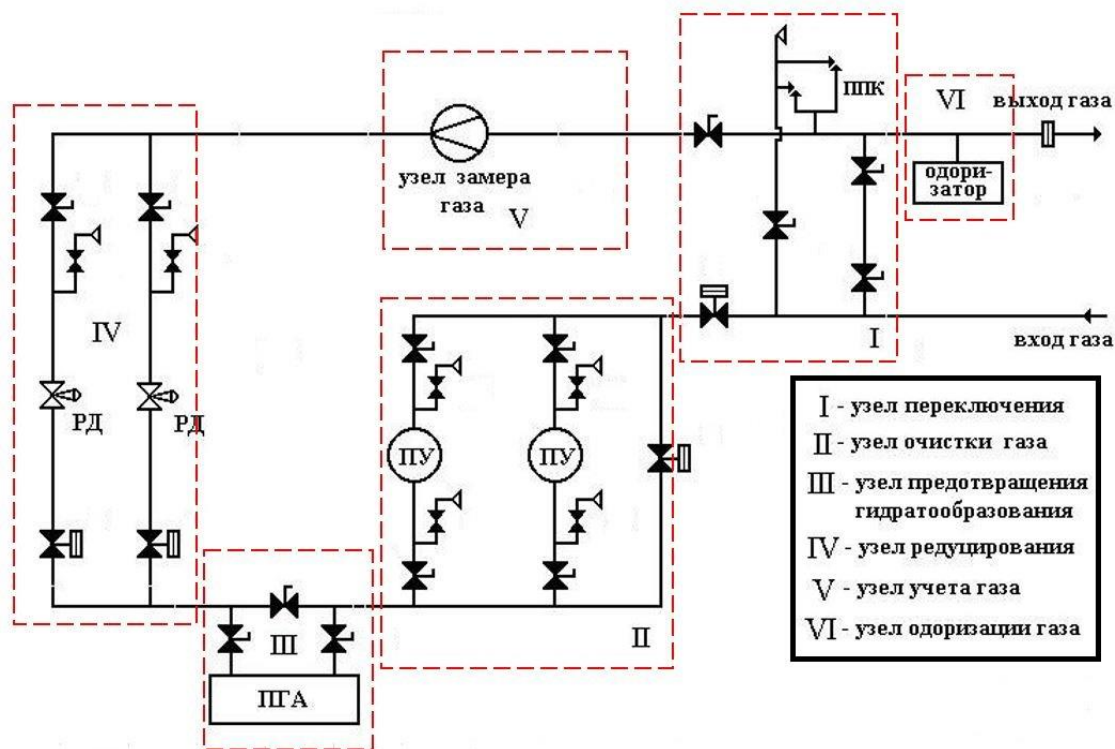 ППК
VI
выход газа
узел замера
газа
V
одори-
затор
IV
I
вход газа
РД
РД
ПУ
ПУ
I - узел переключения
II - узел очистки газа
III - узел предотвращения
гидратообразования
IV - узел редуцирования
V - узел учета газа
VI - узел одоризации газа
III
II
ПГА